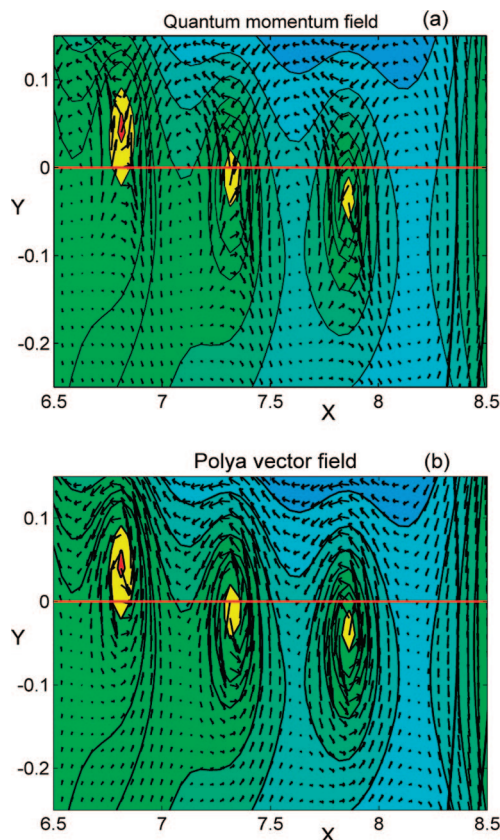 Quantum momentum field (a)
0.1
0
Y
-0.1
-0.2
6.5 7 7.5 X 8 8.5
Polya vector field (b)
0.1
0
Y
-0.1
-0.2
6.5 7 7.5 X 8 8.5